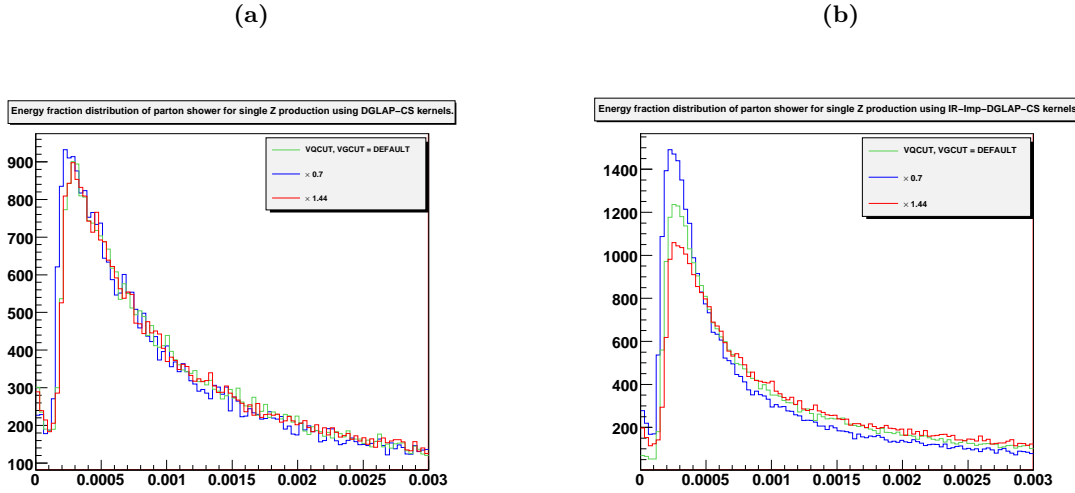 (a)
(b)
Energy fraction distribution of parton shower for single Z production using DGLAP-CS kernels.
VQCUT, VGCUT = DEFAULT
× 0.7
× 1.44
900
800
700
600
500
400
300
200
100
0 0.0005 0.001 0.0015 0.002 0.0025 0.003
Energy fraction distribution of parton shower for single Z production using IR-Imp-DGLAP-CS kernels
VQCUT, VGCUT = DEFAULT
× 0.7
× 1.44
1400
1200
1000
800
600
400
200
0 0.0005 0.001 0.0015 0.002 0.0025 0.003